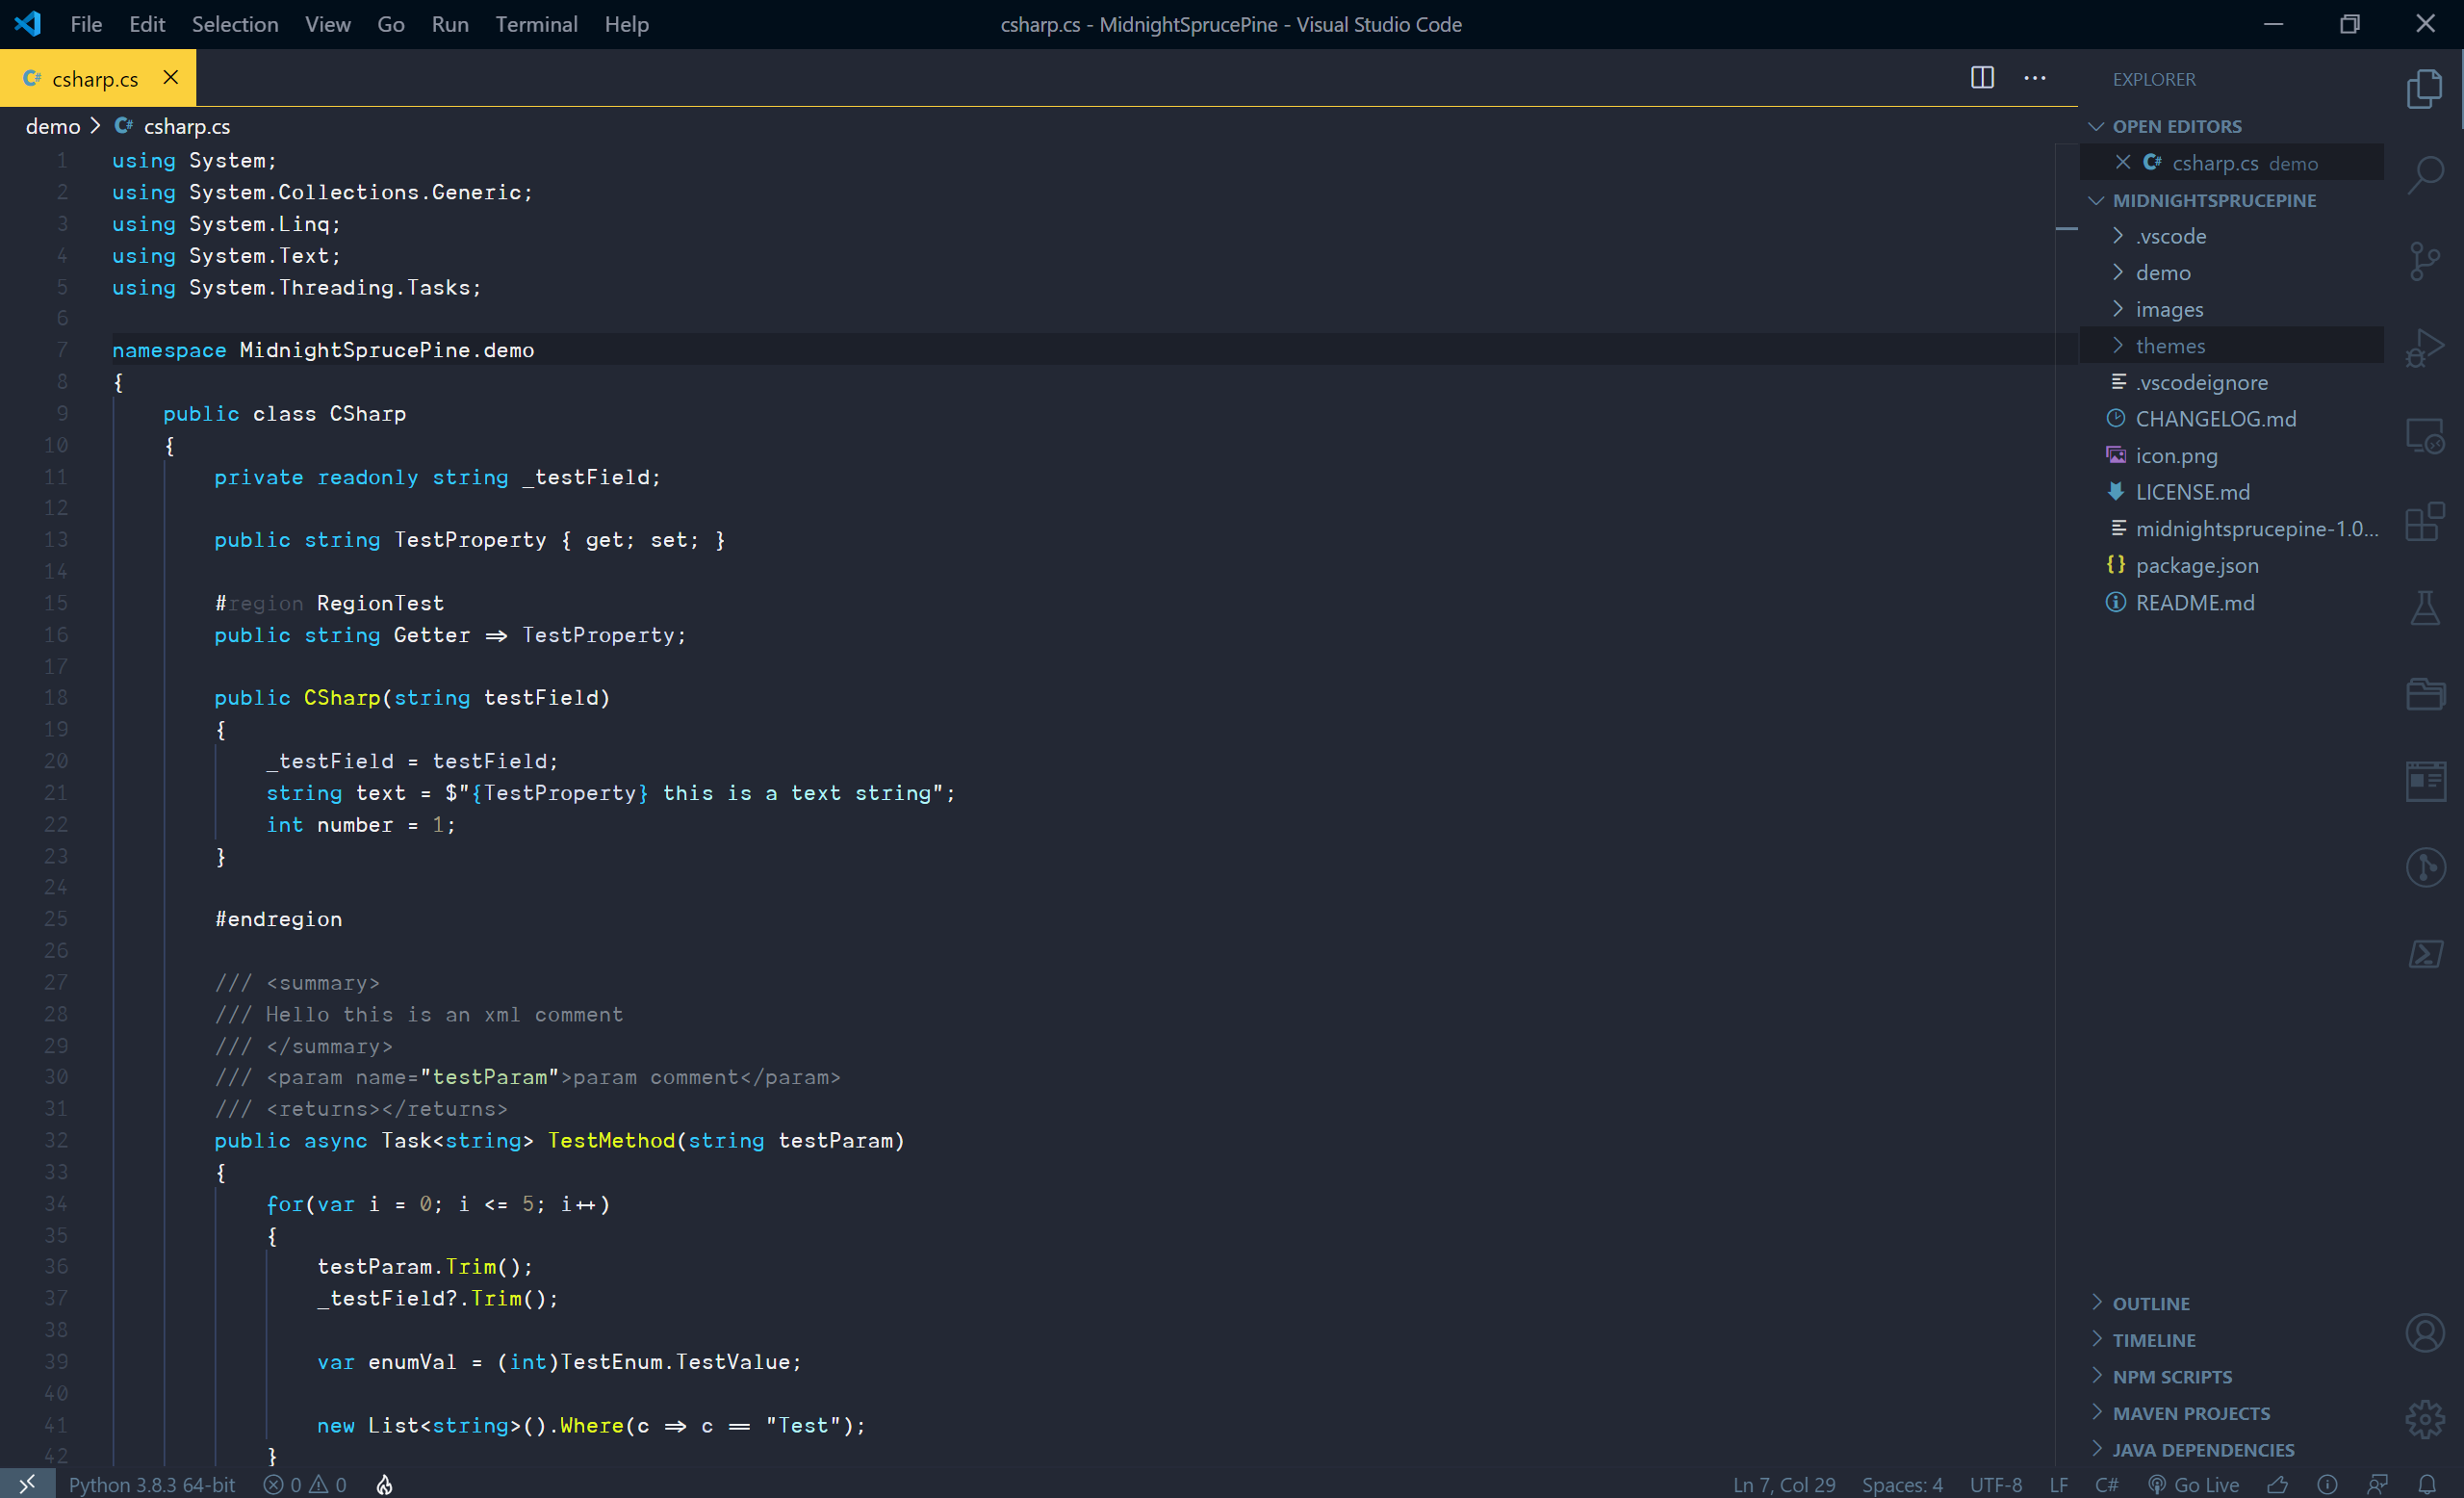 File Edit Selection View Go Run Terminal Help
csharp.cs - MidnightSprucePine - Visual Studio Code
csharp.cs
demo > csharp.cs
1 using System;
2 using System.Collections.Generic;
3 using System.Linq;
4 using System.Text;
5 using System.Threading.Tasks;
6
7 namespace MidnightSprucePine.demo
8 {
9 public class CSharp
10 {
11 private readonly string _testField;
12
13 public string TestProperty { get; set; }
14
15 #region RegionTest
16 public string Getter => TestProperty;
17
18 public CSharp(string testField)
19 {
20 _testField = testField;
21 string text = $"{TestProperty} this is a text string";
22 int number = 1;
23 }
24
25 #endregion
26
27 /// <summary>
28 /// Hello this is an xml comment
29 /// </summary>
30 /// <param name="testParam">param comment</param>
31 /// <returns></returns>
32 public async Task<string> TestMethod(string testParam)
33 {
34 for(var i = 0; i <= 5; i++)
35 {
36 testParam.Trim();
37 _testField?.Trim();
38
39 var enumVal = (int)TestEnum.TestValue;
40
41 new List<string>().Where(c => c == "Test");
42 }
EXPLORER
OPEN EDITORS
csharp.cs demo
MIDNIGHTSPRUCEPINE
.vscode
demo
images
themes
.vscodeignore
CHANGELOG.md
icon.png
LICENSE.md
midnightsprucepine-1.0...
package.json
README.md
OUTLINE
TIMELINE
NPM SCRIPTS
MAVEN PROJECTS
JAVA DEPENDENCIES
Python 3.8.3 64-bit 0 0
Ln 7, Col 29 Spaces: 4 UTF-8 LF C# Go Live